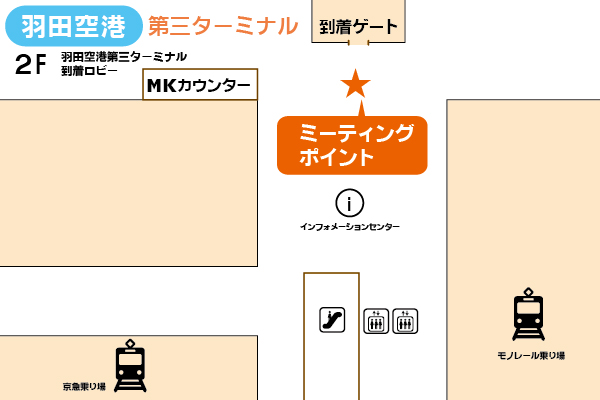 羽田空港 第三ターミナル
到着ゲート
2F
羽田空港第三ターミナル
到着ロビー
MKカウンター
ミーティング
ポイント
i
インフォメーションセンター
モノレール乗り場
京急乗り場